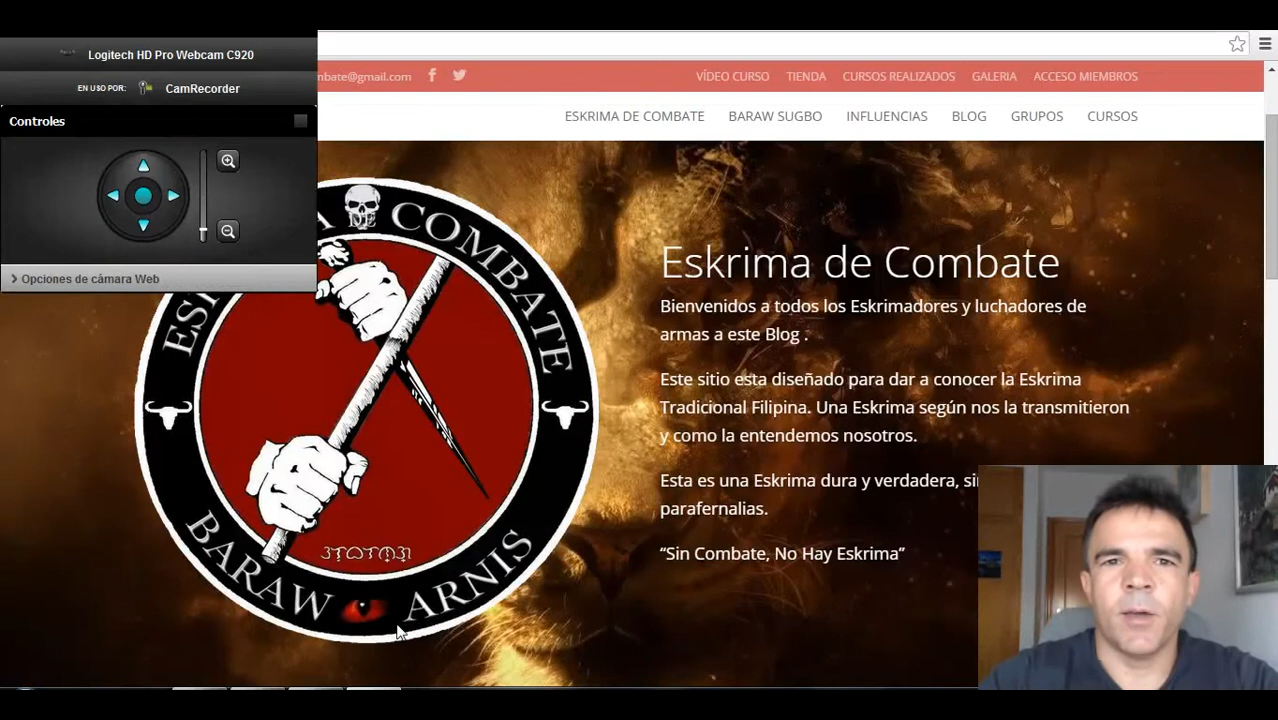 Logitech HD Pro Webcam C920
EN USO POR: CamRecorder
Controles
Opciones de cámara Web
mbate@gmail.com
VÍDEO CURSO TIENDA CURSOS REALIZADOS GALERIA ACCESO MIEMBROS
ESKRIMA DE COMBATE BARAW SUGBO INFLUENCIAS BLOG GRUPOS CURSOS
DE COMBATE
BARAW ARNIS
Eskrima de Combate
Bienvenidos a todos los Eskrimadores y luchadores de
armas a este Blog .
Este sitio esta diseñado para dar a conocer la Eskrima
Tradicional Filipina. Una Eskrima según nos la transmitieron
y como la entendemos nosotros.
Esta es una Eskrima dura y verdadera,
parafernalias.
“Sin Combate, No Hay Eskrima”